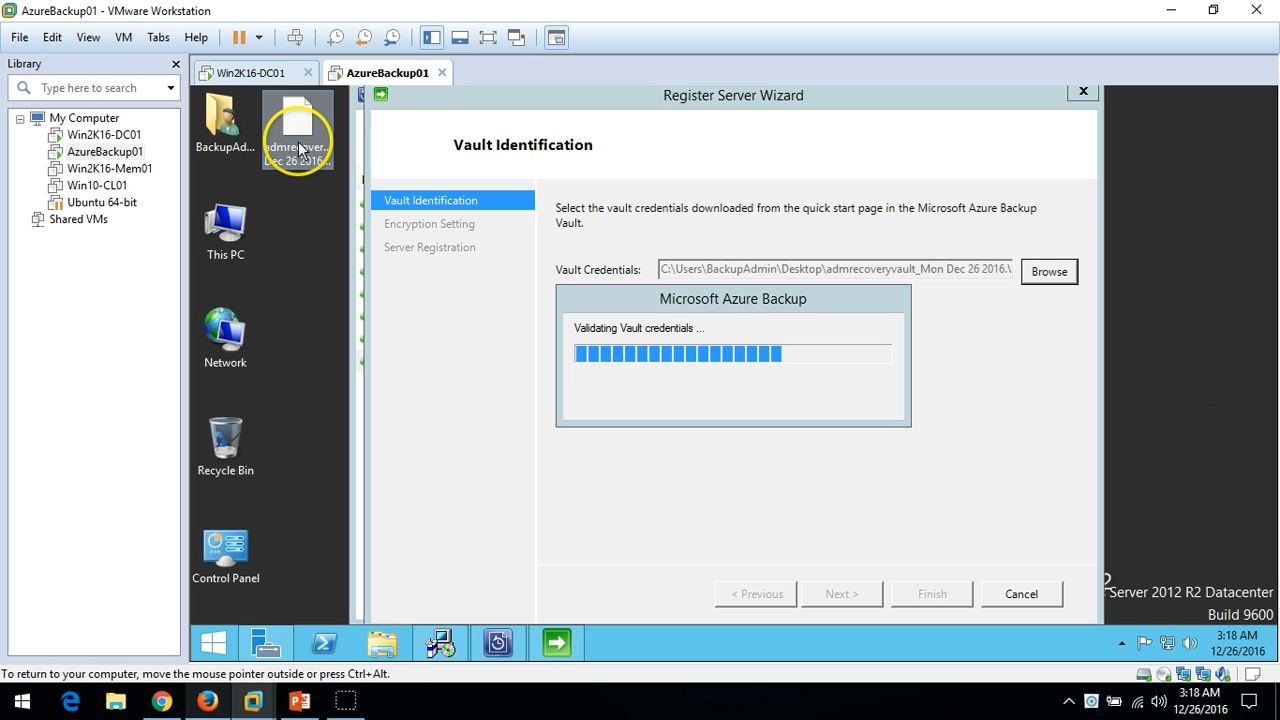 AzureBackup01 - VMware Workstation
File Edit View VM Tabs Help
Library
Type here to search
My Computer
Win2K16-DC01
AzureBackup01
Win2K16-Mem01
Win10-CL01
Ubuntu 64-bit
Shared VMs
Win2K16-DC01
AzureBackup01
BackupAd...
admrecover...
Dec 26 2016...
This PC
Network
Recycle Bin
Control Panel
Register Server Wizard
Vault Identification
Vault Identification
Encryption Setting
Server Registration
Select the vault credentials downloaded from the quick start page in the Microsoft Azure Backup
Vault.
Vault Credentials: C:\Users\BackupAdmin\Desktop\admrecoveryvault_Mon Dec 26 2016.\ Browse
Microsoft Azure Backup
Validating Vault credentials ...
< Previous Next > Finish Cancel
Server 2012 R2 Datacenter
Build 9600
3:18 AM
12/26/2016
To return to your computer, move the mouse pointer outside or press Ctrl+Alt.
3:18 AM
12/26/2016